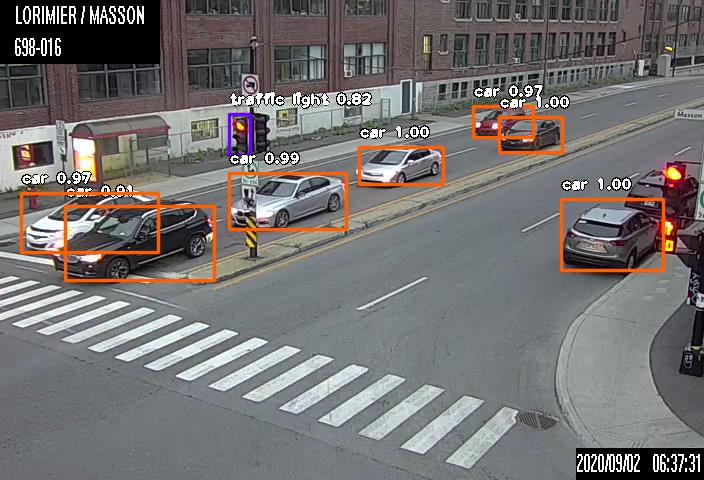 LORIMIER / MASSON
698-016
car 0.97
car 1.00
traffic light 0.82
car 1.00
Masson
car 0.99
car 0.97
car 0.91
car 1.00
2020/09/02 06:37:31